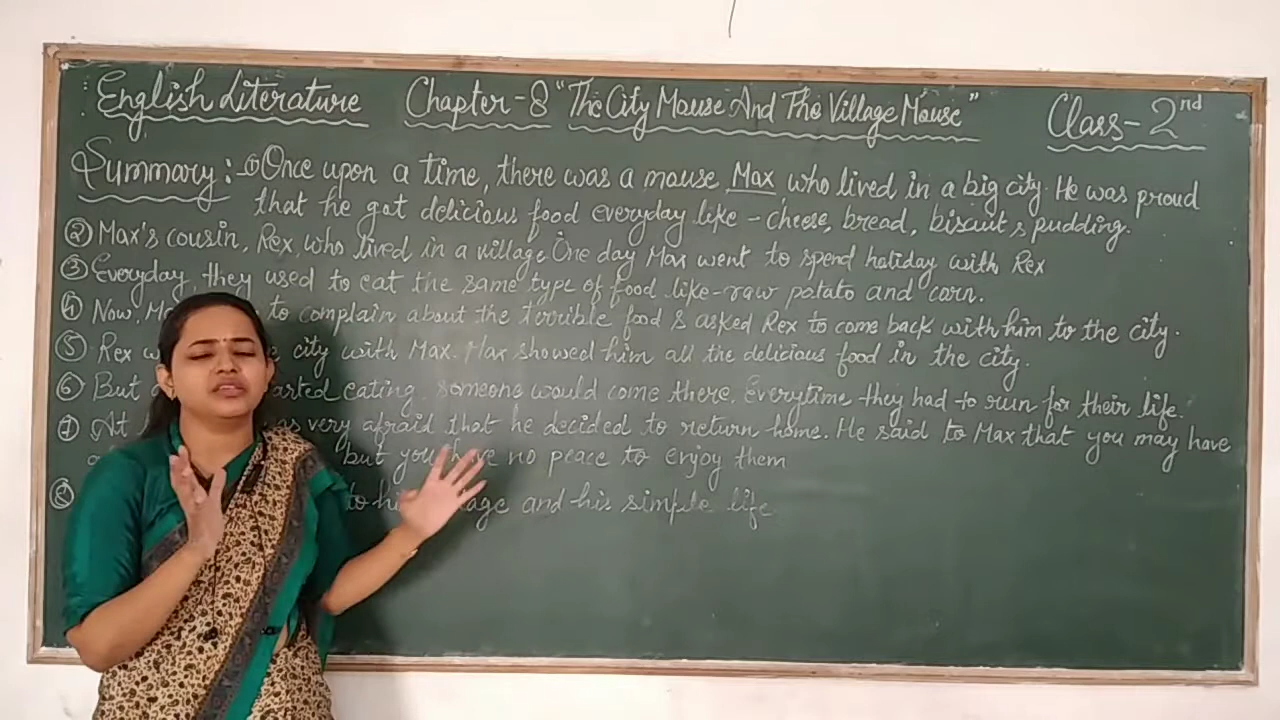 English Literature Chapter-8 "The City Mouse And The Village Mouse" Class-2nd
Summary:-① Once upon a time, there was a mouse Max who lived in a big city. He was proud
that he got delicious food everyday like - cheese, bread, biscuit & pudding.
② Max's cousin, Rex, who lived in a village. One day Max went to spend holiday with Rex
③ Everyday, they used to eat the same type of food like-raw potato and corn.
④ Now, to complain about the terrible food & asked Rex to come back with him to the city.
⑤ Rex city with Max. Max showed him all the delicious food in the city.
⑥ But eating, someone would come there. Everytime they had to run for their life.
⑦ At very afraid that he decided to return home. He said to Max that you may have
but you have no peace to enjoy them
⑧ to and his simple life